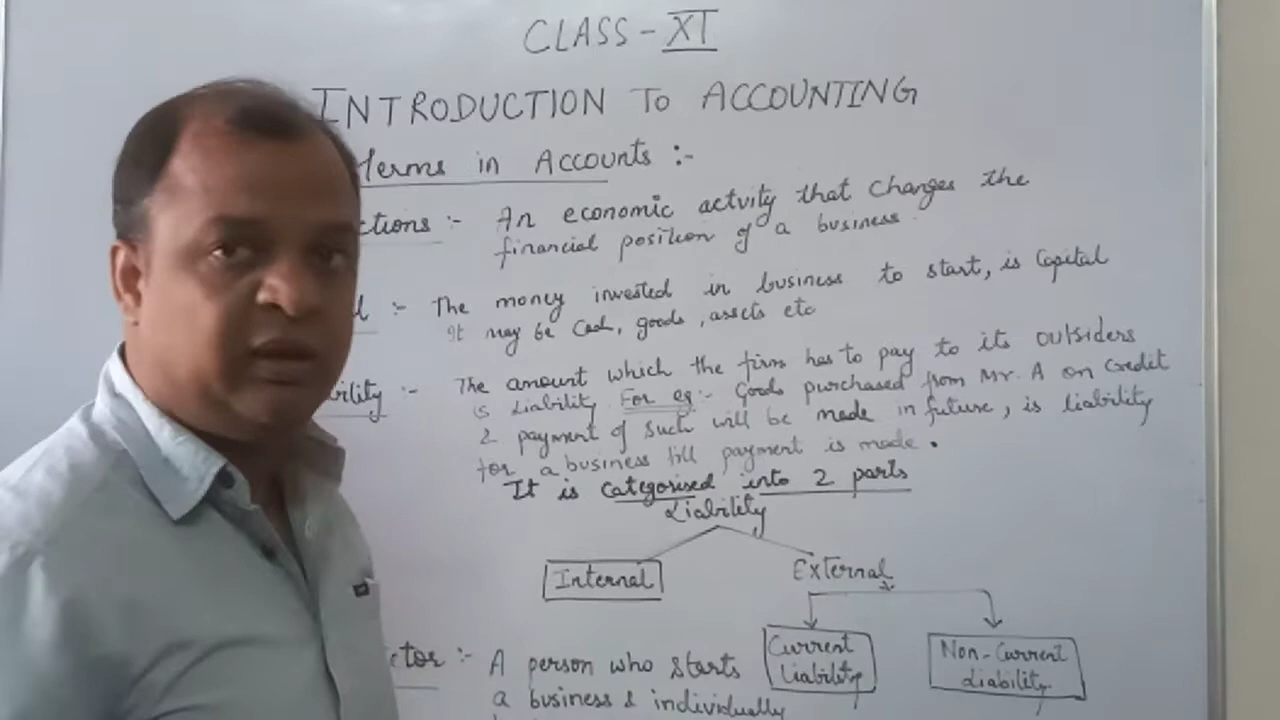 CLASS - XI
INTRODUCTION TO ACCOUNTING
Terms in Accounts :-
ctions :- An economic actvity that changes the
financial position of a business.
l :- The money invested in business to start, is Capital
It may be Cash, goods, assets etc
bility :- The amount which the firm has to pay to its outsiders
is Liability. For eg:- Goods purchased from Mr. A on credit
& payment of such will be made in future, is liability
for a business till payment is made.
It is Categorised into 2 parts
Liability
Internal
External
Current
Liability
Non-Current
Liability
etor :- A person who starts
a business & individually